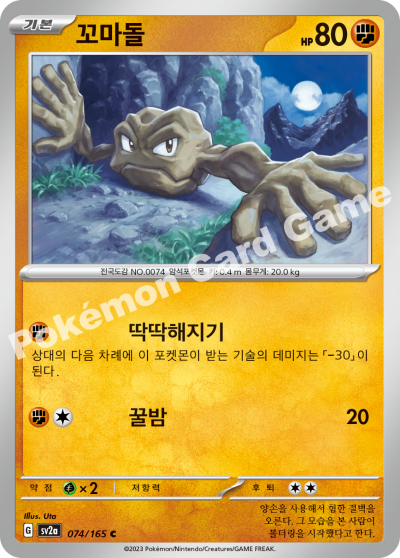 기본 꼬마돌 HP 80
전국도감 NO.0074 암석포켓몬 키: 0.4 m 몸무게: 20.0 kg
Pokémon Card Game
딱딱해지기
상대의 다음 차례에 이 포켓몬이 받는 기술의 데미지는 「-30」이
된다.
꿀밤 20
약점 ×2 저항력 후퇴
Illus. Uta
G sv2a 074/165 C
양손을 사용해서 험한 절벽을
오른다. 그 모습을 본 사람이
볼더링을 시작했다고 한다.
©2023 Pokémon/Nintendo/Creatures/GAME FREAK.